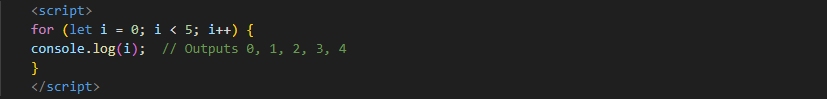 <script>
for (let i = 0; i < 5; i++) {
console.log(i);  // Outputs 0, 1, 2, 3, 4
}
</script>